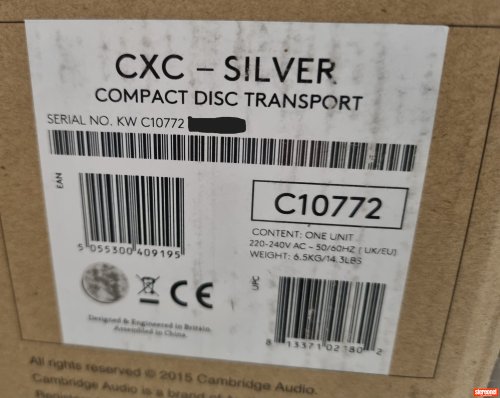 CXC – SILVER
COMPACT DISC TRANSPORT
SERIAL NO. KW C10772
EAN
5 055300 409195
C10772
CONTENT: ONE UNIT
220-240V AC ~ 50/60HZ ( UK/EU)
WEIGHT: 6.5KG/14.3LBS
CE
Designed & Engineered in Britain
Assembled in China
UPC
8 13371 02180 2
All rights reserved © 2015 Cambridge Audio.
Cambridge Audio is a brand of
stereonet